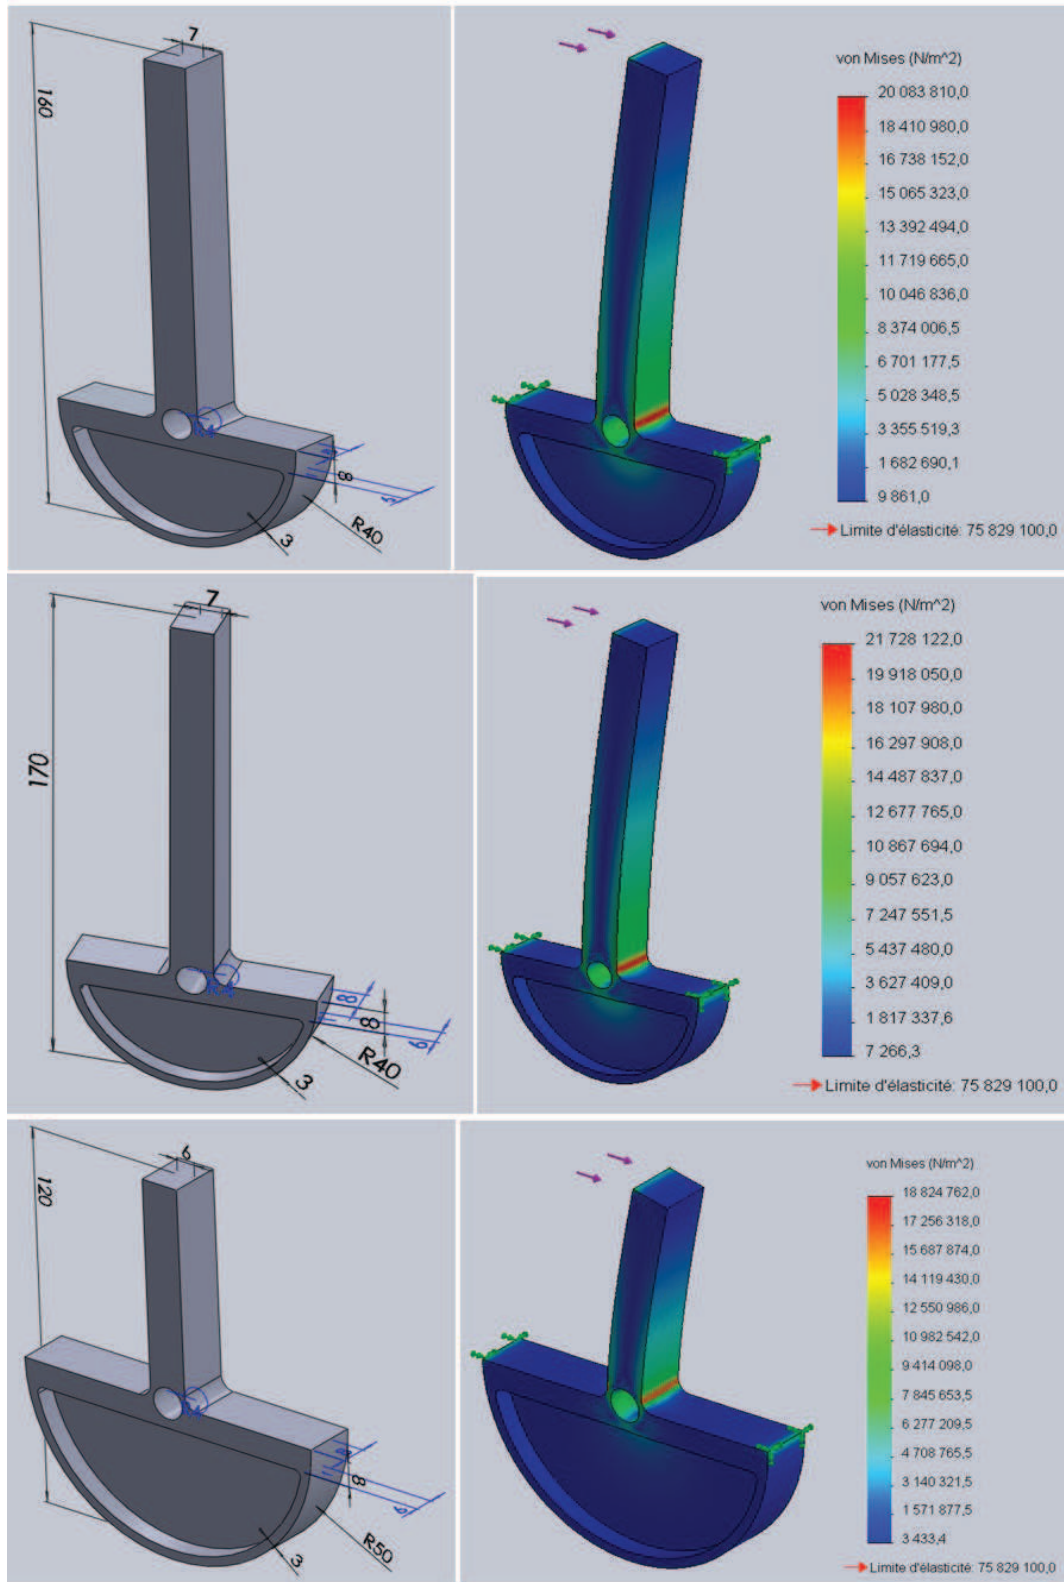 7
160
8
5
R40
3
von Mises (N/m^2)
20 083 810,0
18 410 980,0
16 738 152,0
15 065 323,0
13 392 494,0
11 719 665,0
10 046 836,0
8 374 006,5
6 701 177,5
5 028 348,5
3 355 519,3
1 682 690,1
9 861,0
Limite d'élasticité: 75 829 100,0
7
170
8
8
6
R40
3
von Mises (N/m^2)
21 728 122,0
19 918 050,0
18 107 980,0
16 297 908,0
14 487 837,0
12 677 765,0
10 867 694,0
9 057 623,0
7 247 551,5
5 437 480,0
3 627 409,0
1 817 337,6
7 266,3
Limite d'élasticité: 75 829 100,0
6
120
8
6
R50
3
von Mises (N/m^2)
18 824 762,0
17 256 318,0
15 687 874,0
14 119 430,0
12 550 986,0
10 982 542,0
9 414 098,0
7 845 653,5
6 277 209,5
4 708 765,5
3 140 321,5
1 571 877,5
3 433,4
Limite d'élasticité: 75 829 100,0